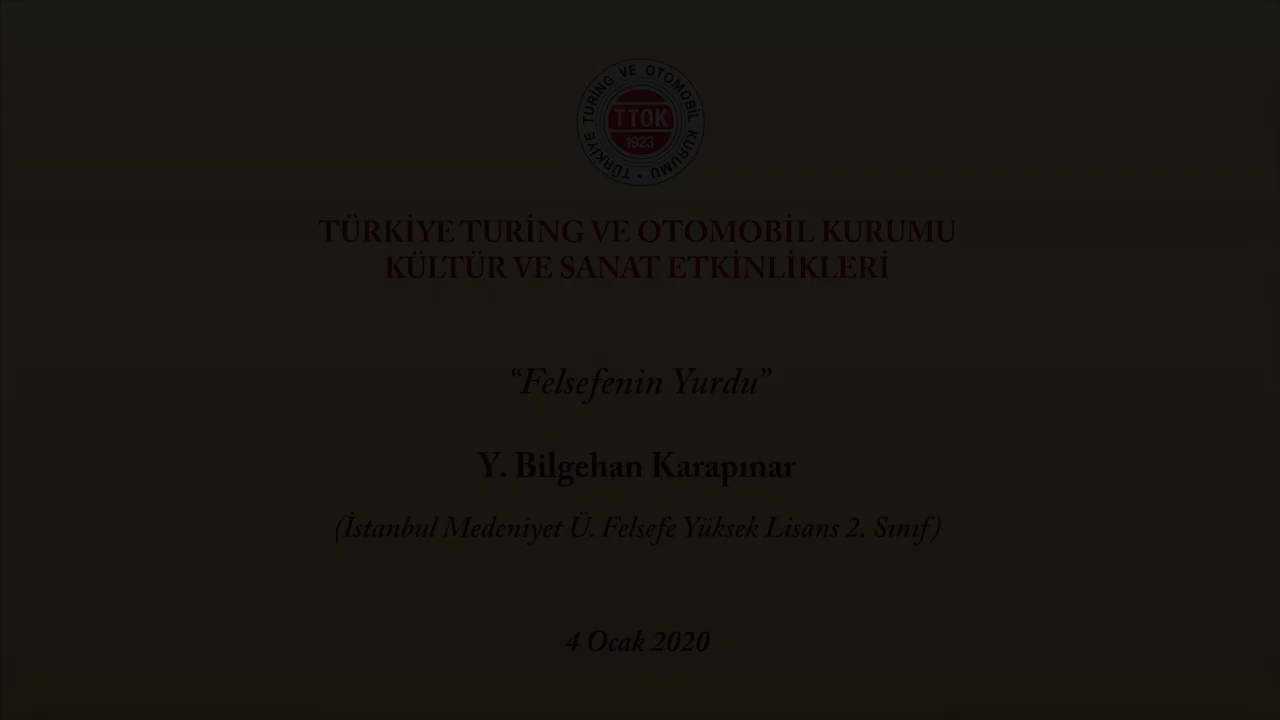 TÜRKİYE TURİNG VE OTOMOBİL KURUMU
TTOK
1923
TÜRKİYE TURİNG VE OTOMOBİL KURUMU
KÜLTÜR VE SANAT ETKİNLİKLERİ
“Felsefenin Yurdu”
Y. Bilgehan Karapınar
(İstanbul Medeniyet Ü. Felsefe Yüksek Lisans 2. Sınıf)
4 Ocak 2020